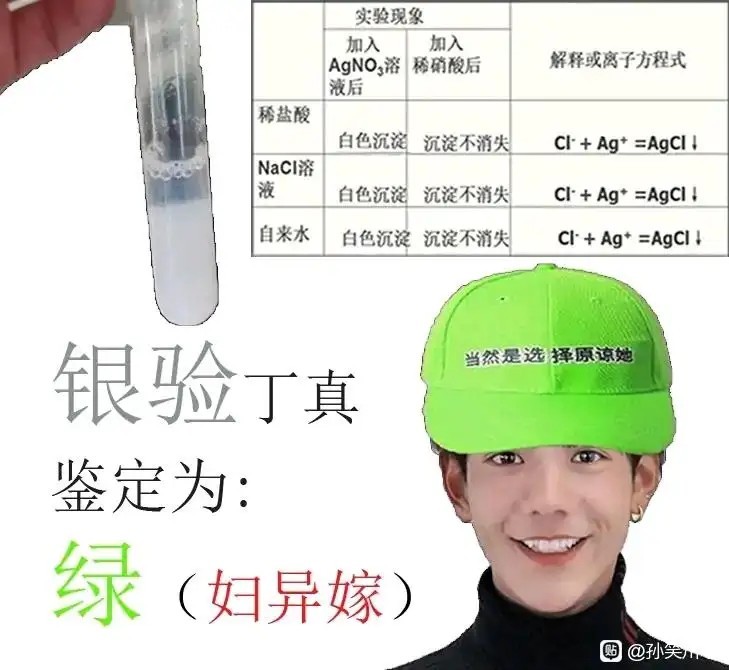 实验现象
加入AgNO₃溶液后
加入稀硝酸后
解释或离子方程式
稀盐酸
白色沉淀
沉淀不消失
Cl⁻ + Ag⁺ =AgCl↓
NaCl溶液
白色沉淀
沉淀不消失
Cl⁻ + Ag⁺ =AgCl↓
自来水
白色沉淀
沉淀不消失
Cl⁻ + Ag⁺ =AgCl↓
当然是选择原谅她
银验丁真
鉴定为:
绿（妇异嫁）
贴 @孙笑川